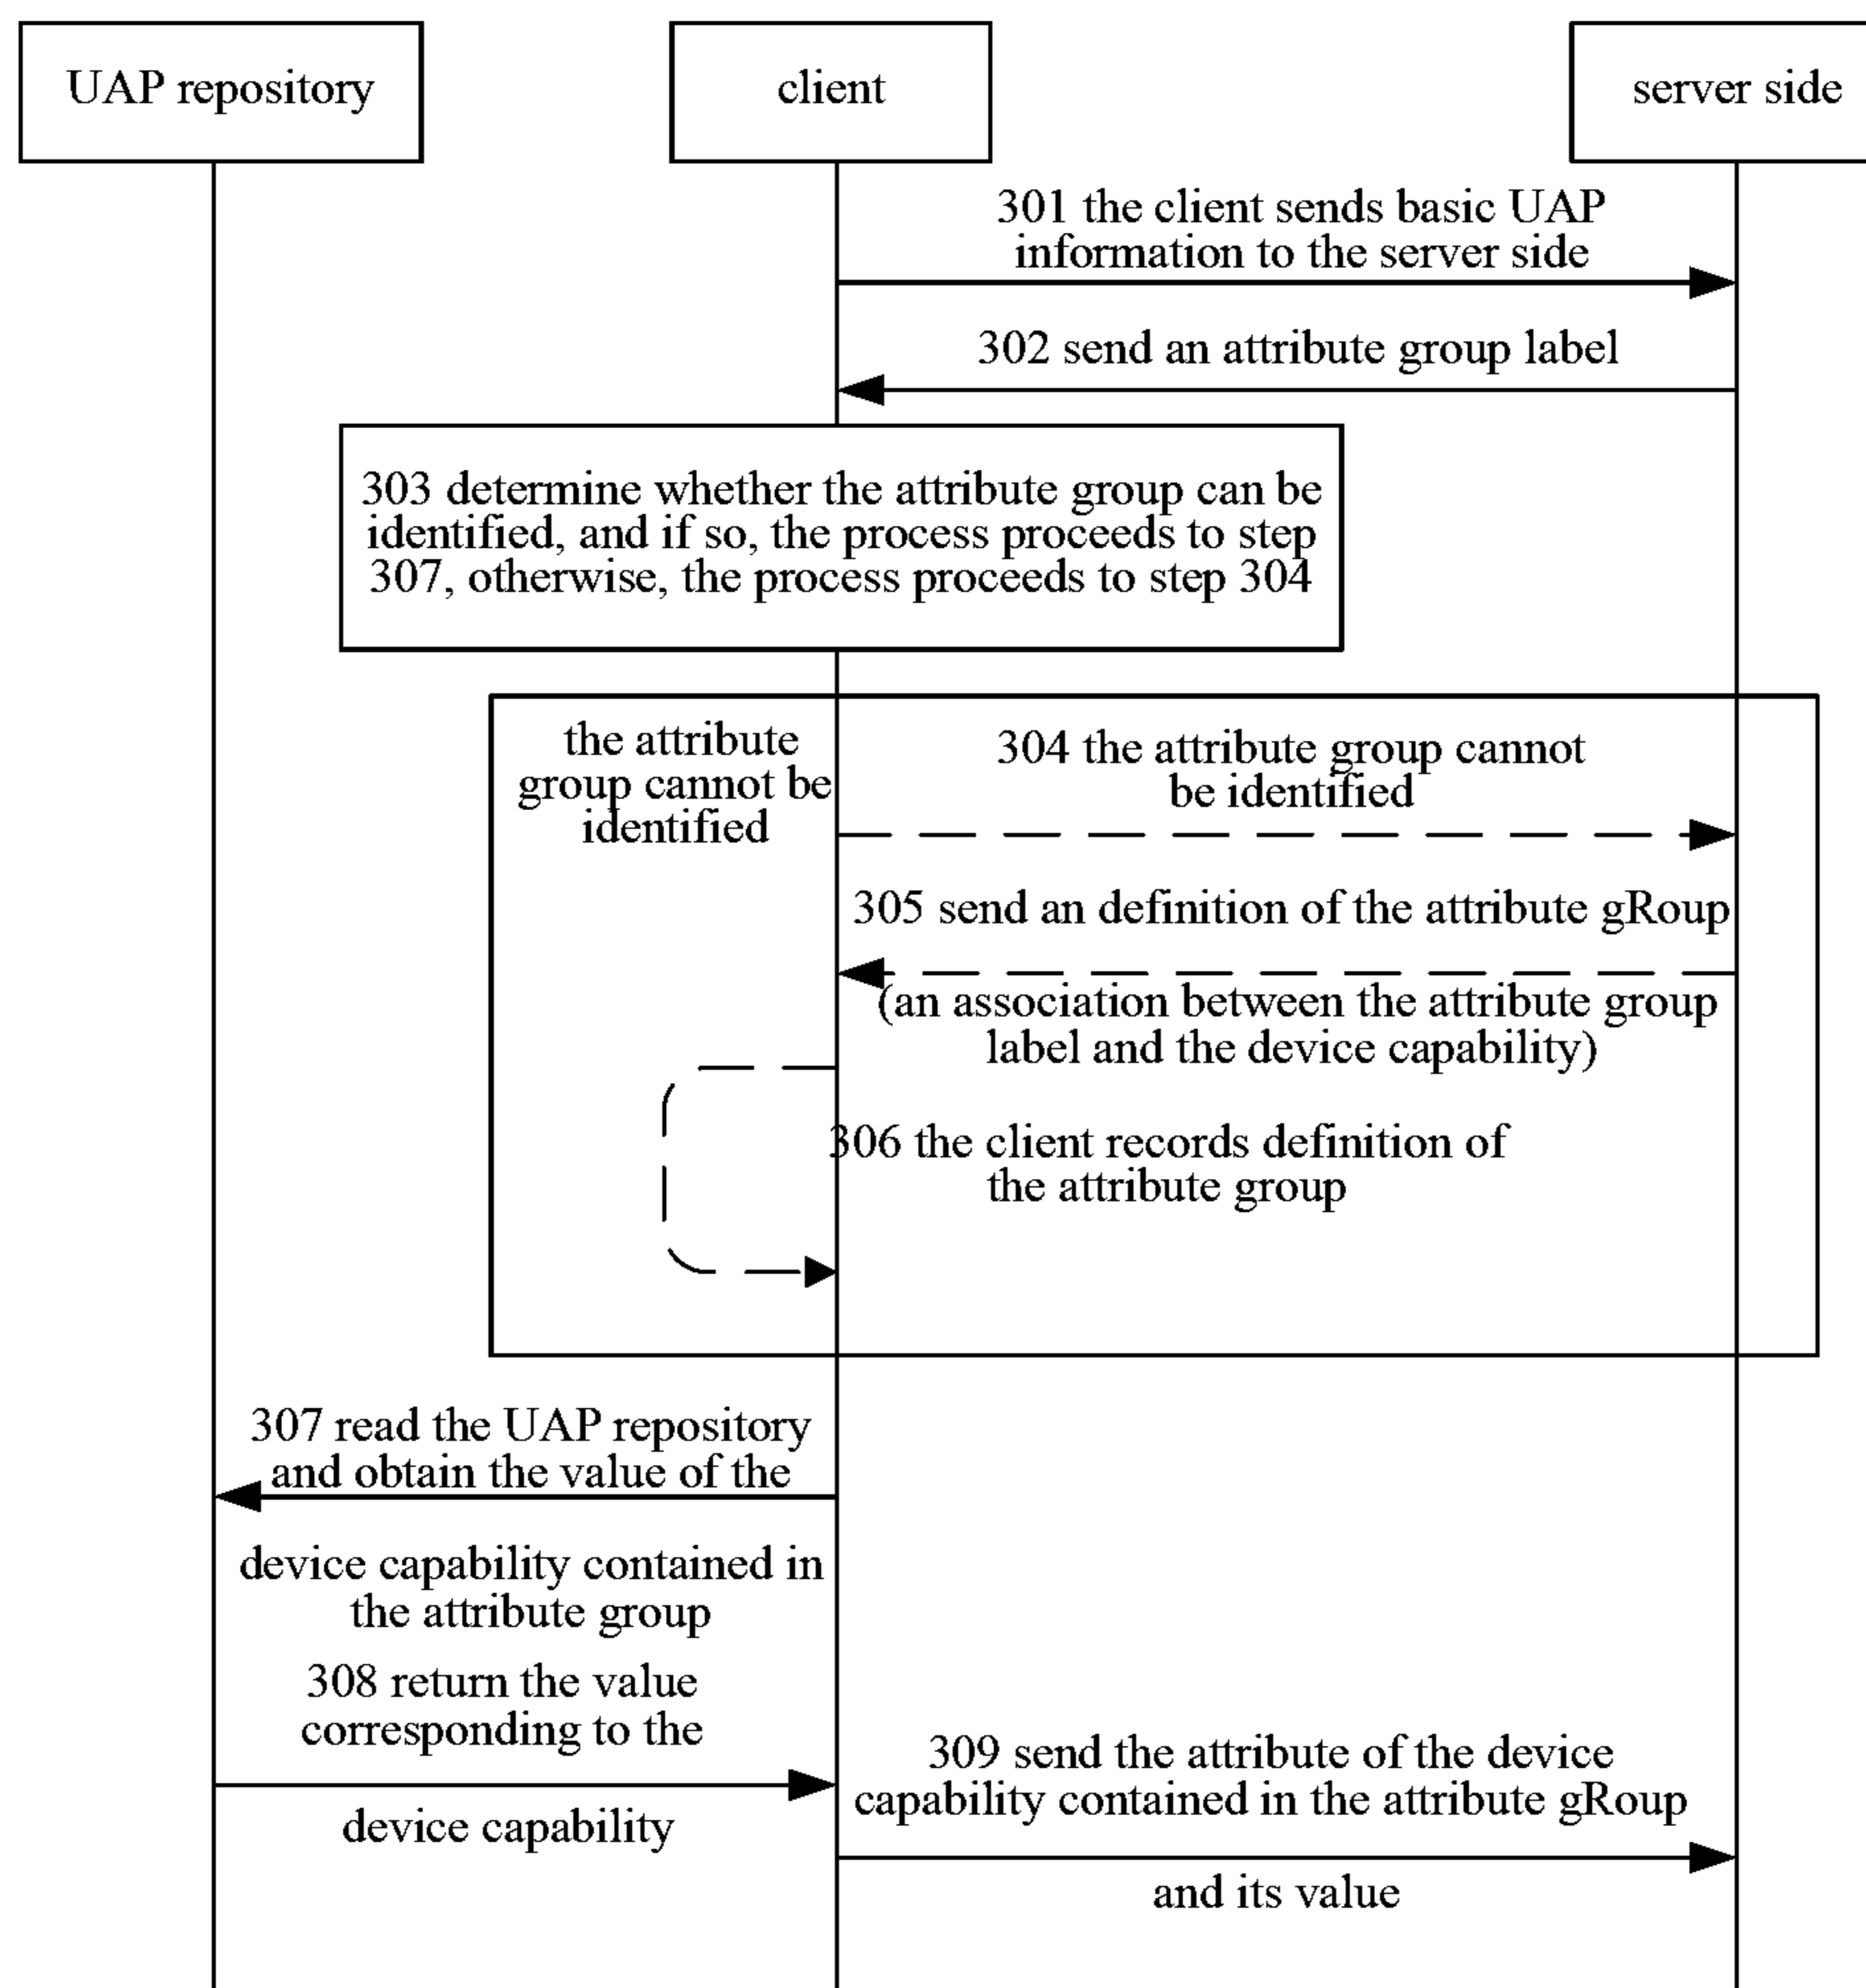 UAP repository
client
server side
301 the client sends basic UAP
information to the server side
302 send an attribute group label
303 determine whether the attribute group can be
identified, and if so, the process proceeds to step
307, otherwise, the process proceeds to step 304
the attribute
group cannot be
identified
304 the attribute group cannot
be identified
305 send an definition of the attribute gRoup
(an association between the attribute group
label and the device capability)
306 the client records definition of
the attribute group
307 read the UAP repository
and obtain the value of the
device capability contained in
the attribute group
308 return the value
corresponding to the
device capability
309 send the attribute of the device
capability contained in the attribute gRoup
and its value